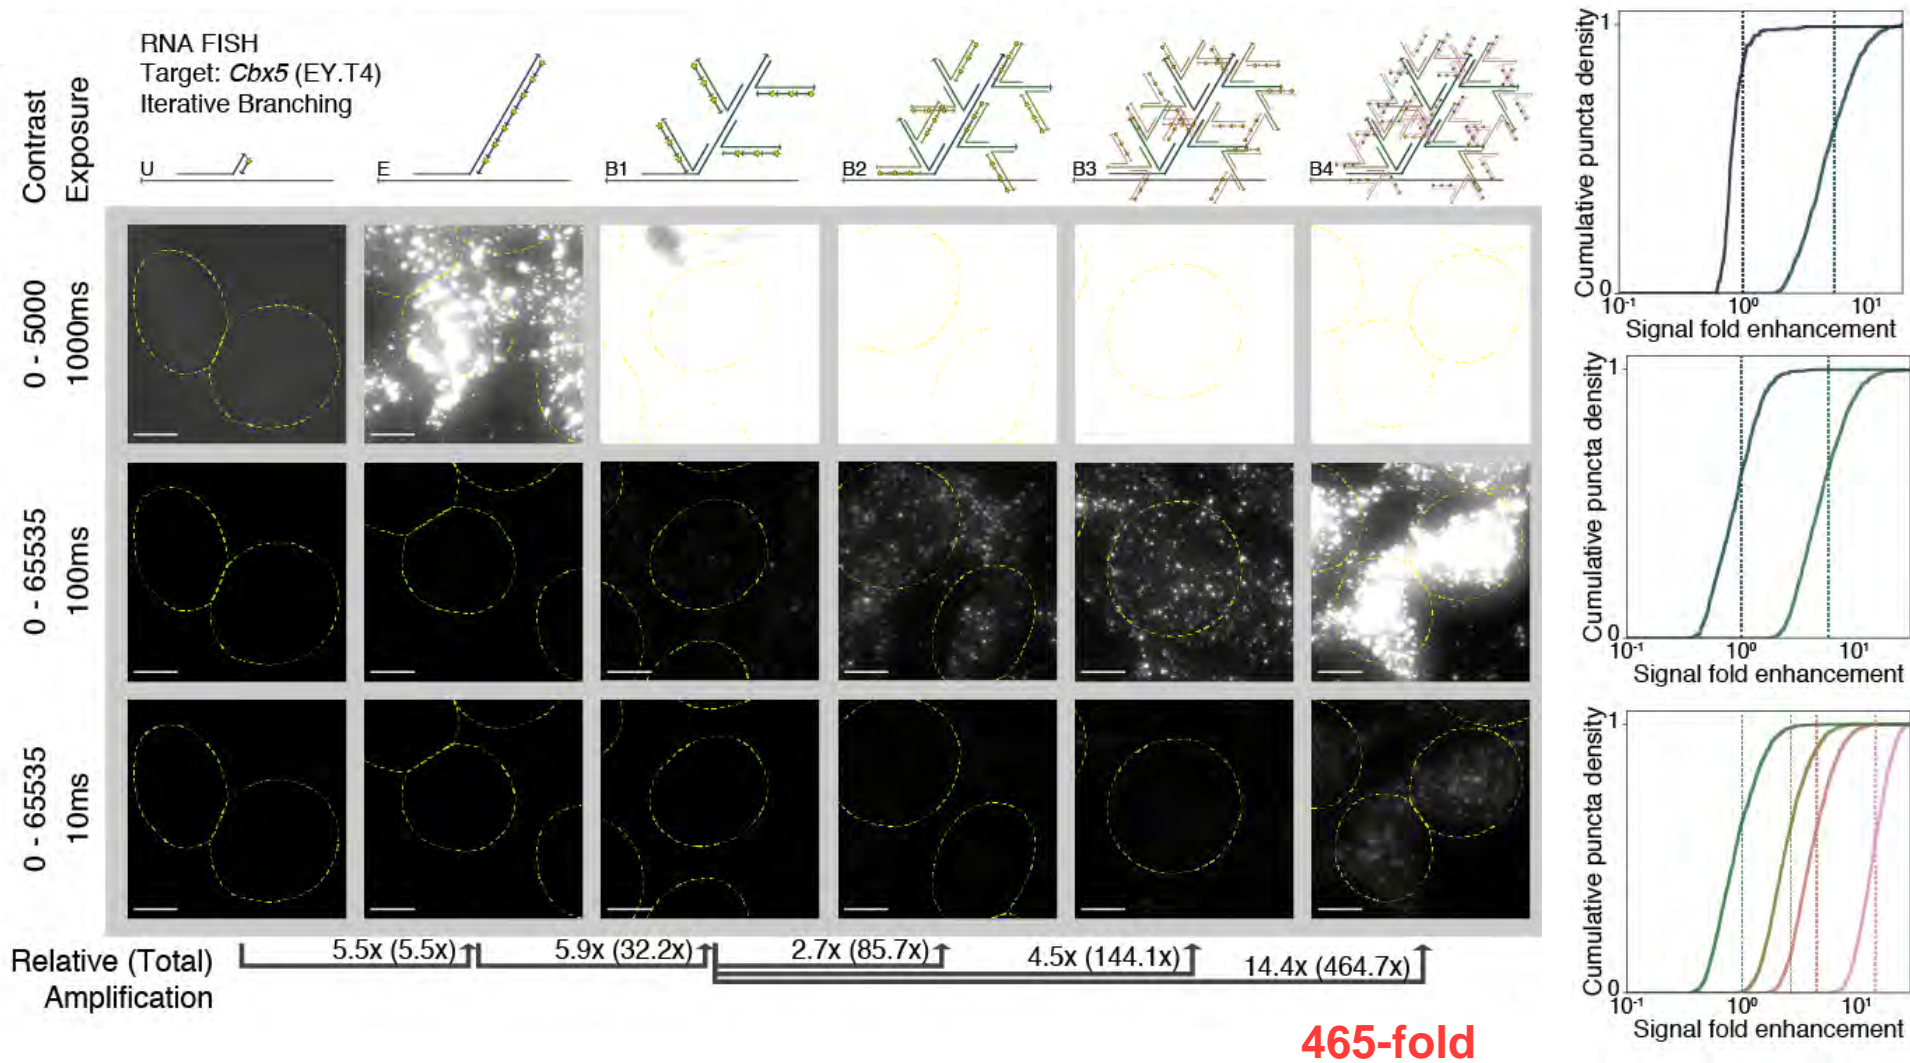 RNA FISH
Target: Cbx5 (EY.T4)
Iterative Branching
Contrast
Exposure
U
E
B1
B2
B3
B4
0 - 5000
1000ms
0 - 65535
100ms
0 - 65535
10ms
Relative (Total)
Amplification
5.5x (5.5x)
5.9x (32.2x)
2.7x (85.7x)
4.5x (144.1x)
14.4x (464.7x)
465-fold
Cumulative puncta density
1
0
10⁻¹
10⁰
10¹
Signal fold enhancement
Cumulative puncta density
1
0
10⁻¹
10⁰
10¹
Signal fold enhancement
Cumulative puncta density
1
0
10⁻¹
10⁰
10¹
Signal fold enhancement